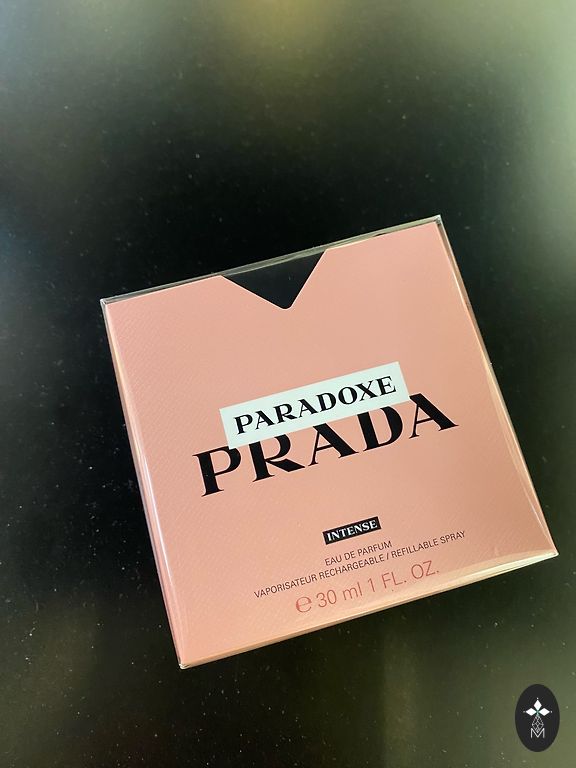 PARADOXE
PRADA
INTENSE
EAU DE PARFUM
VAPORISATEUR RECHARGEABLE / REFILLABLE SPRAY
℮ 30 ml 1 FL. OZ.
M